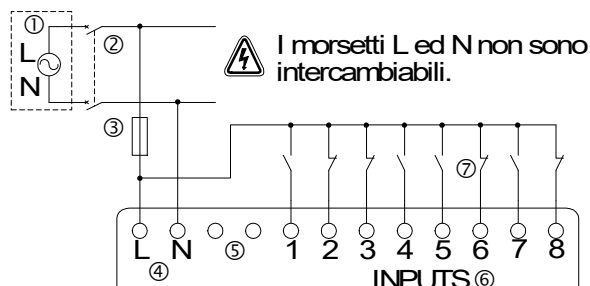 ①
L
N
②
I morsetti L ed N non sono
intercambiabili.
③
⑦
L N ⑤ 1 2 3 4 5 6 7 8
④
INPUTS ⑥